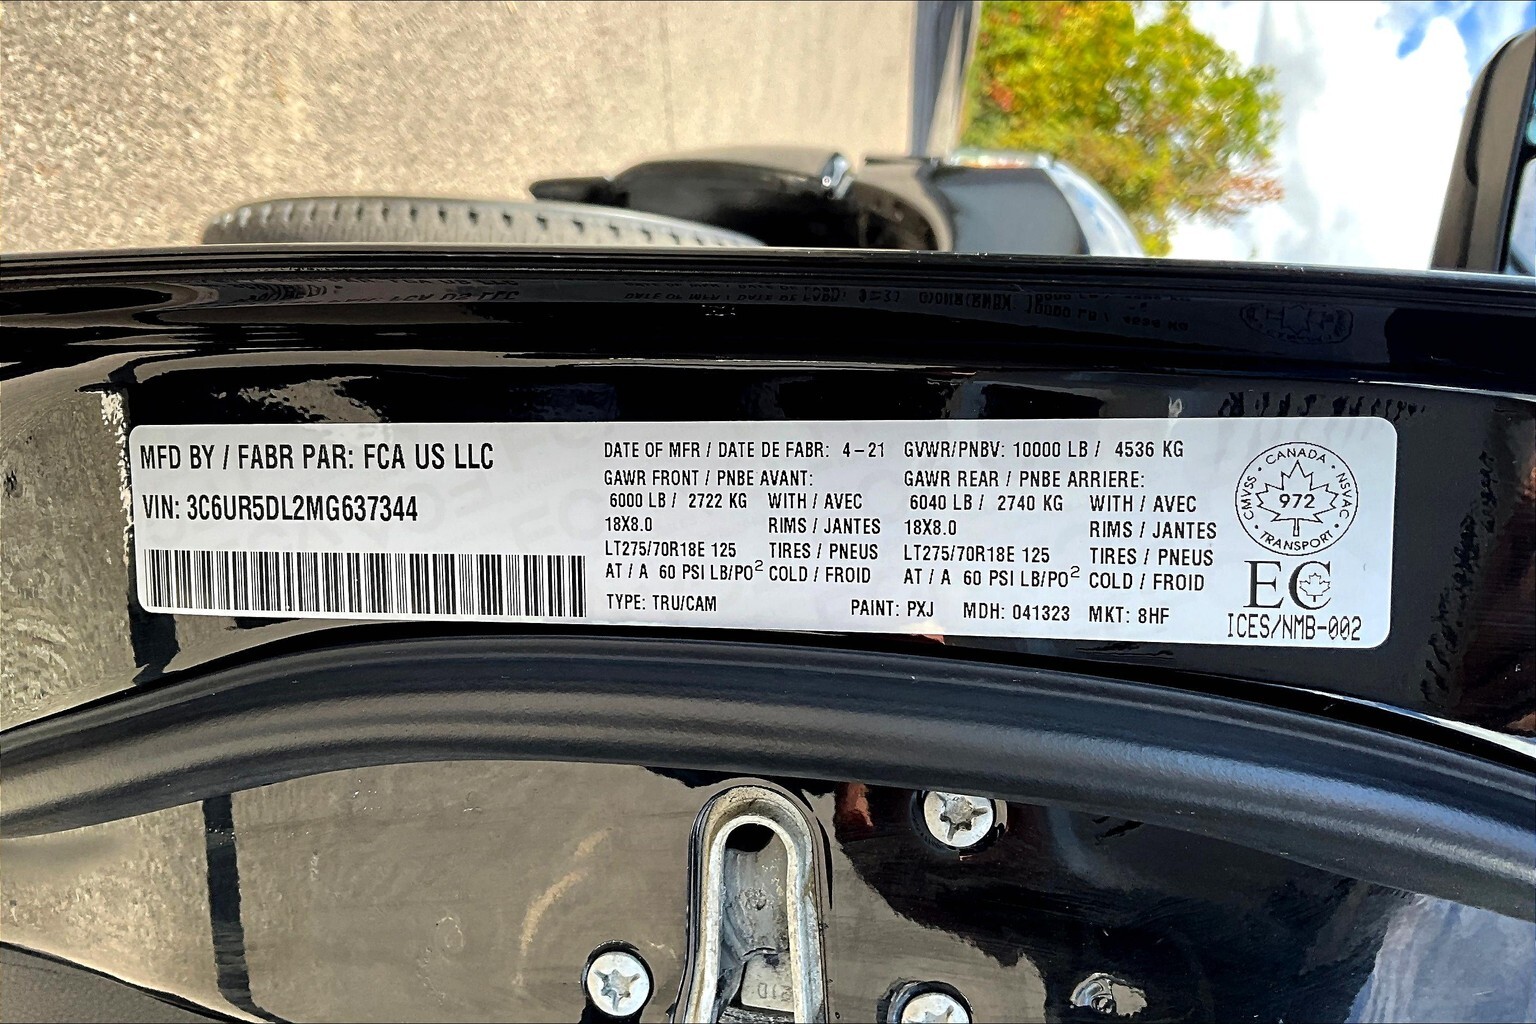 MFD BY / FABR PAR: FCA US LLC
VIN: 3C6UR5DL2MG637344
DATE OF MFR / DATE DE FABR: 4-21 GVWR/PNBV: 10000 LB / 4536 KG
GAWR FRONT / PNBE AVANT: GAWR REAR / PNBE ARRIERE:
6000 LB / 2722 KG WITH / AVEC 6040 LB / 2740 KG WITH / AVEC
18X8.0 RIMS / JANTES 18X8.0 RIMS / JANTES
LT275/70R18E 125 TIRES / PNEUS LT275/70R18E 125 TIRES / PNEUS
AT / A 60 PSI LB/PO² COLD / FROID AT / A 60 PSI LB/PO² COLD / FROID
TYPE: TRU/CAM PAINT: PXJ MDH: 041323 MKT: 8HF
CANADA
CMVSS 972 NSVAC
TRANSPORT
EC
ICES/NMB-002